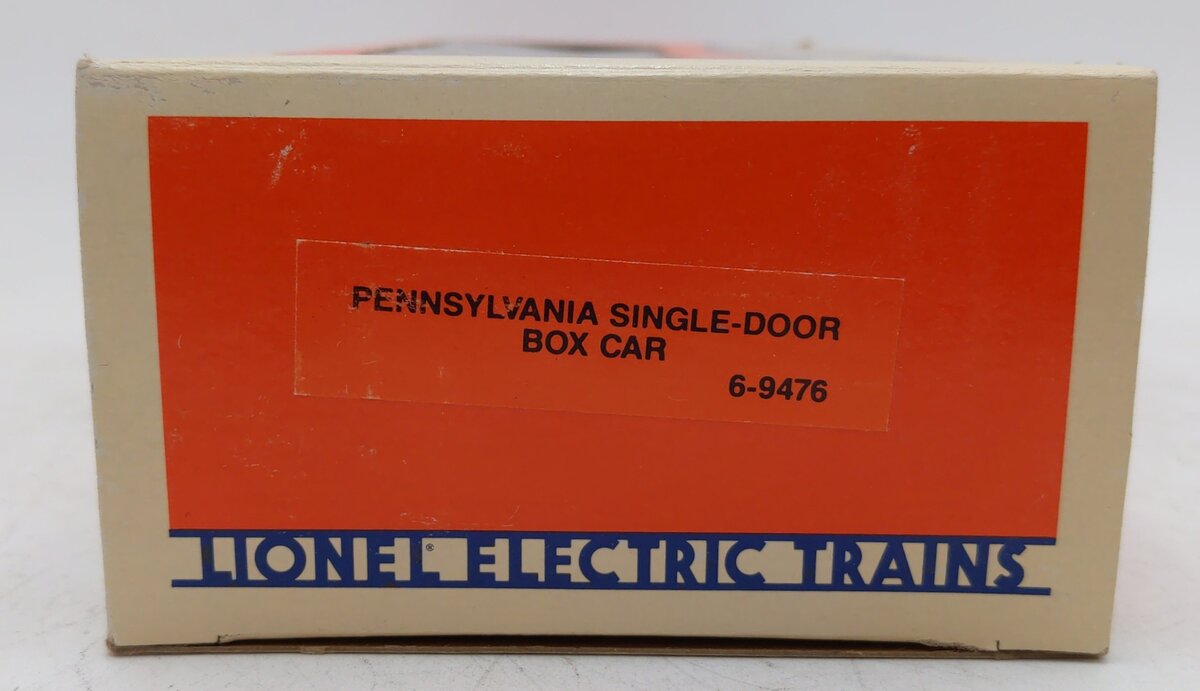 PENNSYLVANIA SINGLE-DOOR
BOX CAR
6-9476
LIONEL® ELECTRIC TRAINS